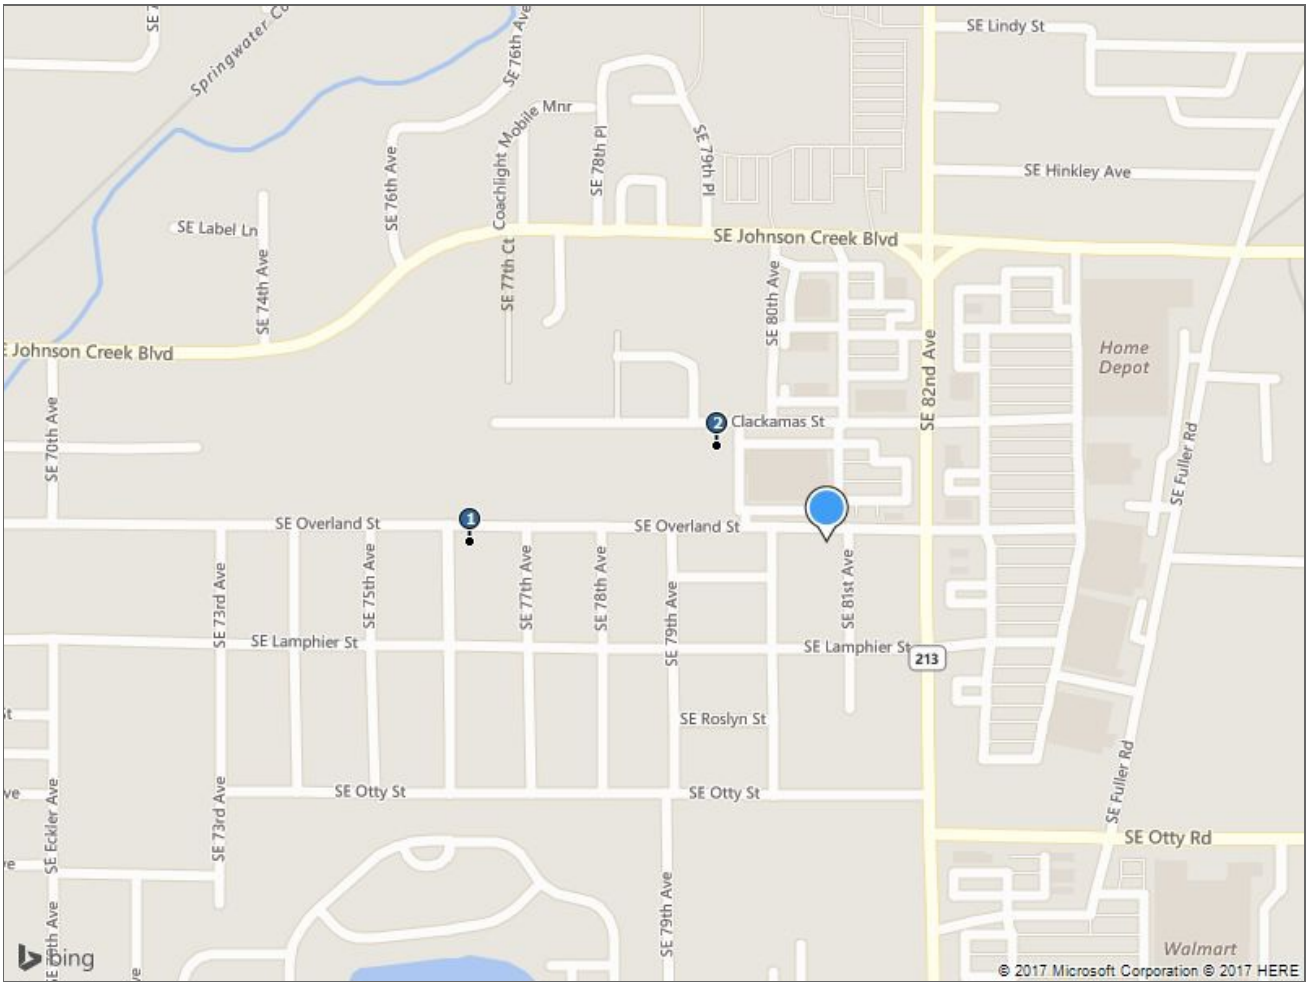 SE 7
Springwater Co
SE 76th Ave
SE Lindy St
Coachlight Mobile Mnr
SE 78th Pl
SE 79th Pl
SE 76th Ave
SE Hinkley Ave
SE Label Ln
SE Johnson Creek Blvd
SE 74th Ave
SE 77th Ct
SE 80th Ave
E Johnson Creek Blvd
SE 82nd Ave
Home
Depot
SE 70th Ave
2
Clackamas St
SE Fuller Rd
1
SE Overland St
SE Overland St
SE 73rd Ave
SE 75th Ave
SE 77th Ave
SE 78th Ave
SE 79th Ave
SE 81st Ave
SE Lamphier St
SE Lamphier St
213
St
SE Roslyn St
ve
SE Otty St
SE Otty St
SE Fuller Rd
SE Eckler Ave
SE 73rd Ave
SE Otty Rd
ve
SE 79th Ave
Walmart
bing
ve
© 2017 Microsoft Corporation © 2017 HERE